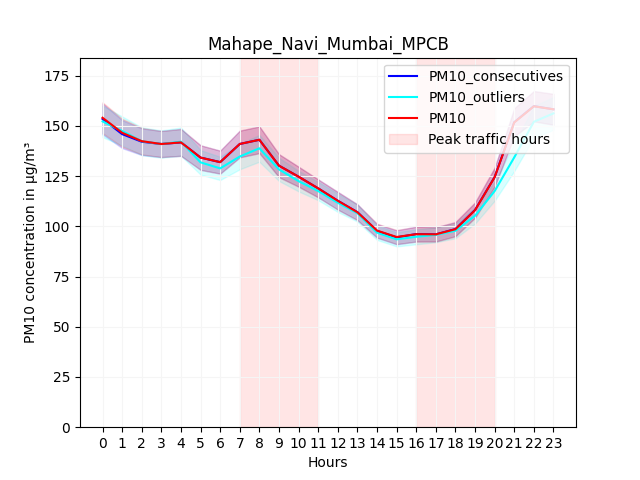 Mahape_Navi_Mumbai_MPCB
PM10_consecutives
PM10_outliers
PM10
Peak traffic hours
PM10 concentration in µg/m³
175
150
125
100
75
50
25
0
0 1 2 3 4 5 6 7 8 9 10 11 12 13 14 15 16 17 18 19 20 21 22 23
Hours